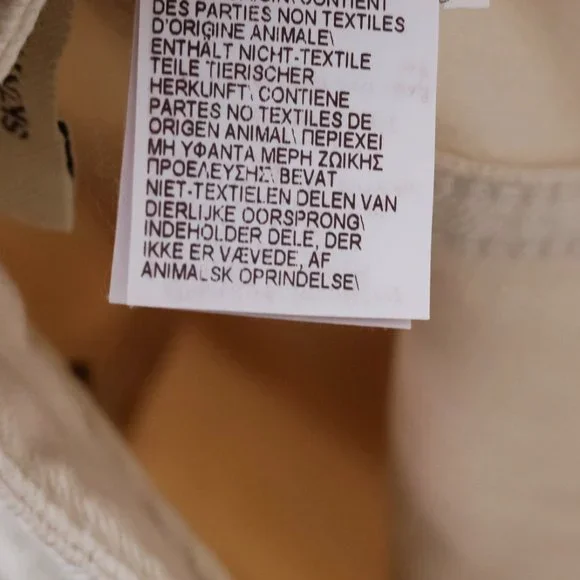 CONTIENT
DES PARTIES NON TEXTILES
D'ORIGINE ANIMALE\
ENTHÄLT NICHT-TEXTILE
TEILE TIERISCHER
HERKUNFT\ CONTIENE
PARTES NO TEXTILES DE
ORIGEN ANIMAL\ ΠΕΡΙΕΧΕΙ
ΜΗ ΥΦΑΝΤΑ ΜΕΡΗ ΖΩΙΚΗΣ
ΠΡΟΕΛΕΥΣΗΣ\ BEVAT
NIET-TEXTIELEN DELEN VAN
DIERLIJKE OORSPRONG\
INDEHOLDER DELE, DER
IKKE ER VÆVEDE, AF
ANIMALSK OPRINDELSE\